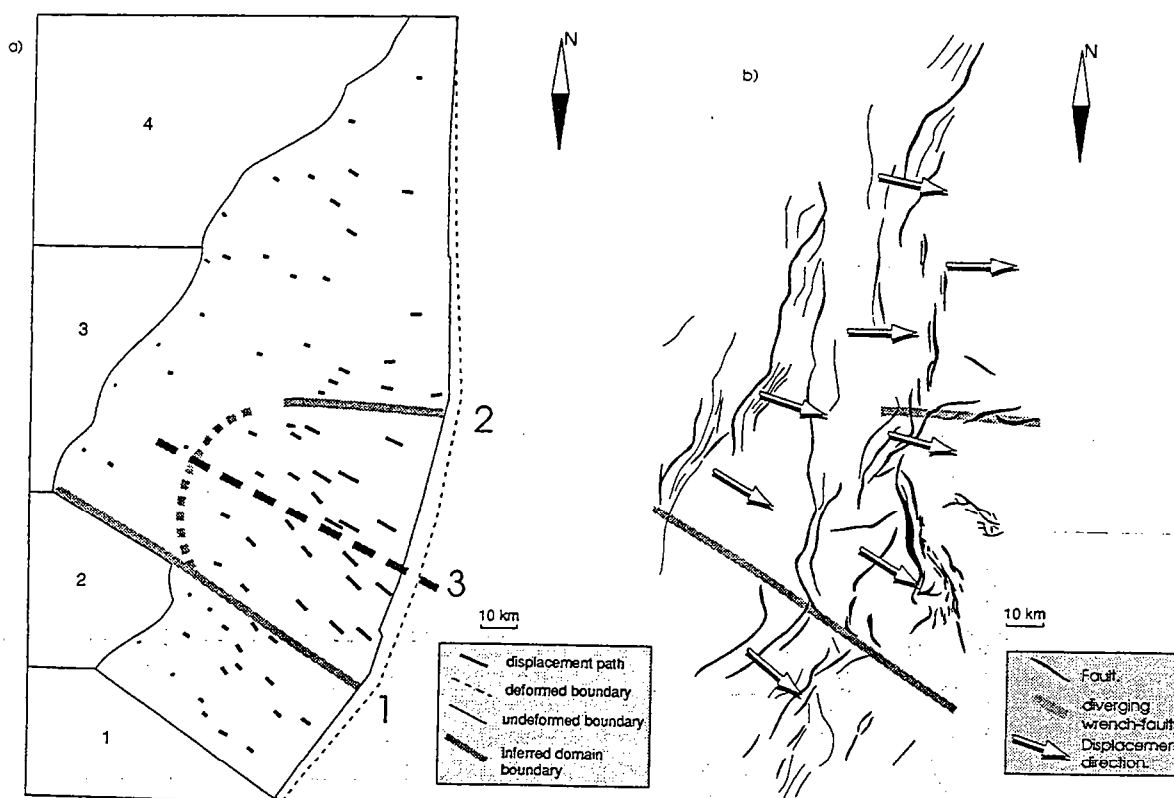 a)
N
4
3
2
1
2
3
1
10 km
displacement path
deformed boundary
undeformed boundary
Inferred domain
boundary
b)
N
10 km
Fault.
diverging
wrench-fault
Displacemen
direction.